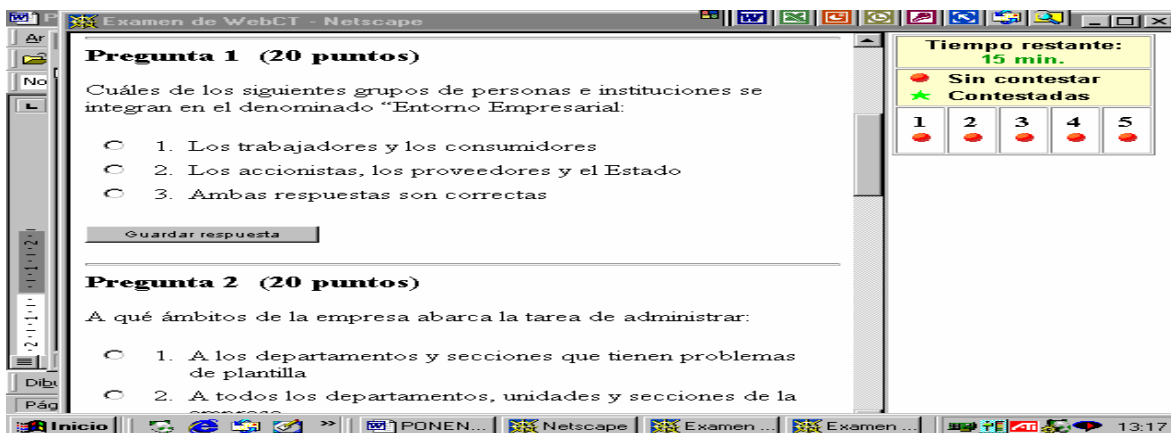 Examen de WebCT - Netscape
Ar
No
Pregunta 1 (20 puntos)
Cuáles de los siguientes grupos de personas e instituciones se
integran en el denominado “Entorno Empresarial:
1. Los trabajadores y los consumidores
2. Los accionistas, los proveedores y el Estado
3. Ambas respuestas son correctas
Guardar respuesta
Pregunta 2 (20 puntos)
A qué ámbitos de la empresa abarca la tarea de administrar:
1. A los departamentos y secciones que tienen problemas
de plantilla
2. A todos los departamentos, unidades y secciones de la
Tiempo restante:
15 min.
Sin contestar
Contestadas
1 2 3 4 5
Dibu
Pág
Inicio
PONEN...
Netscape
Examen ...
Examen ...
13:17